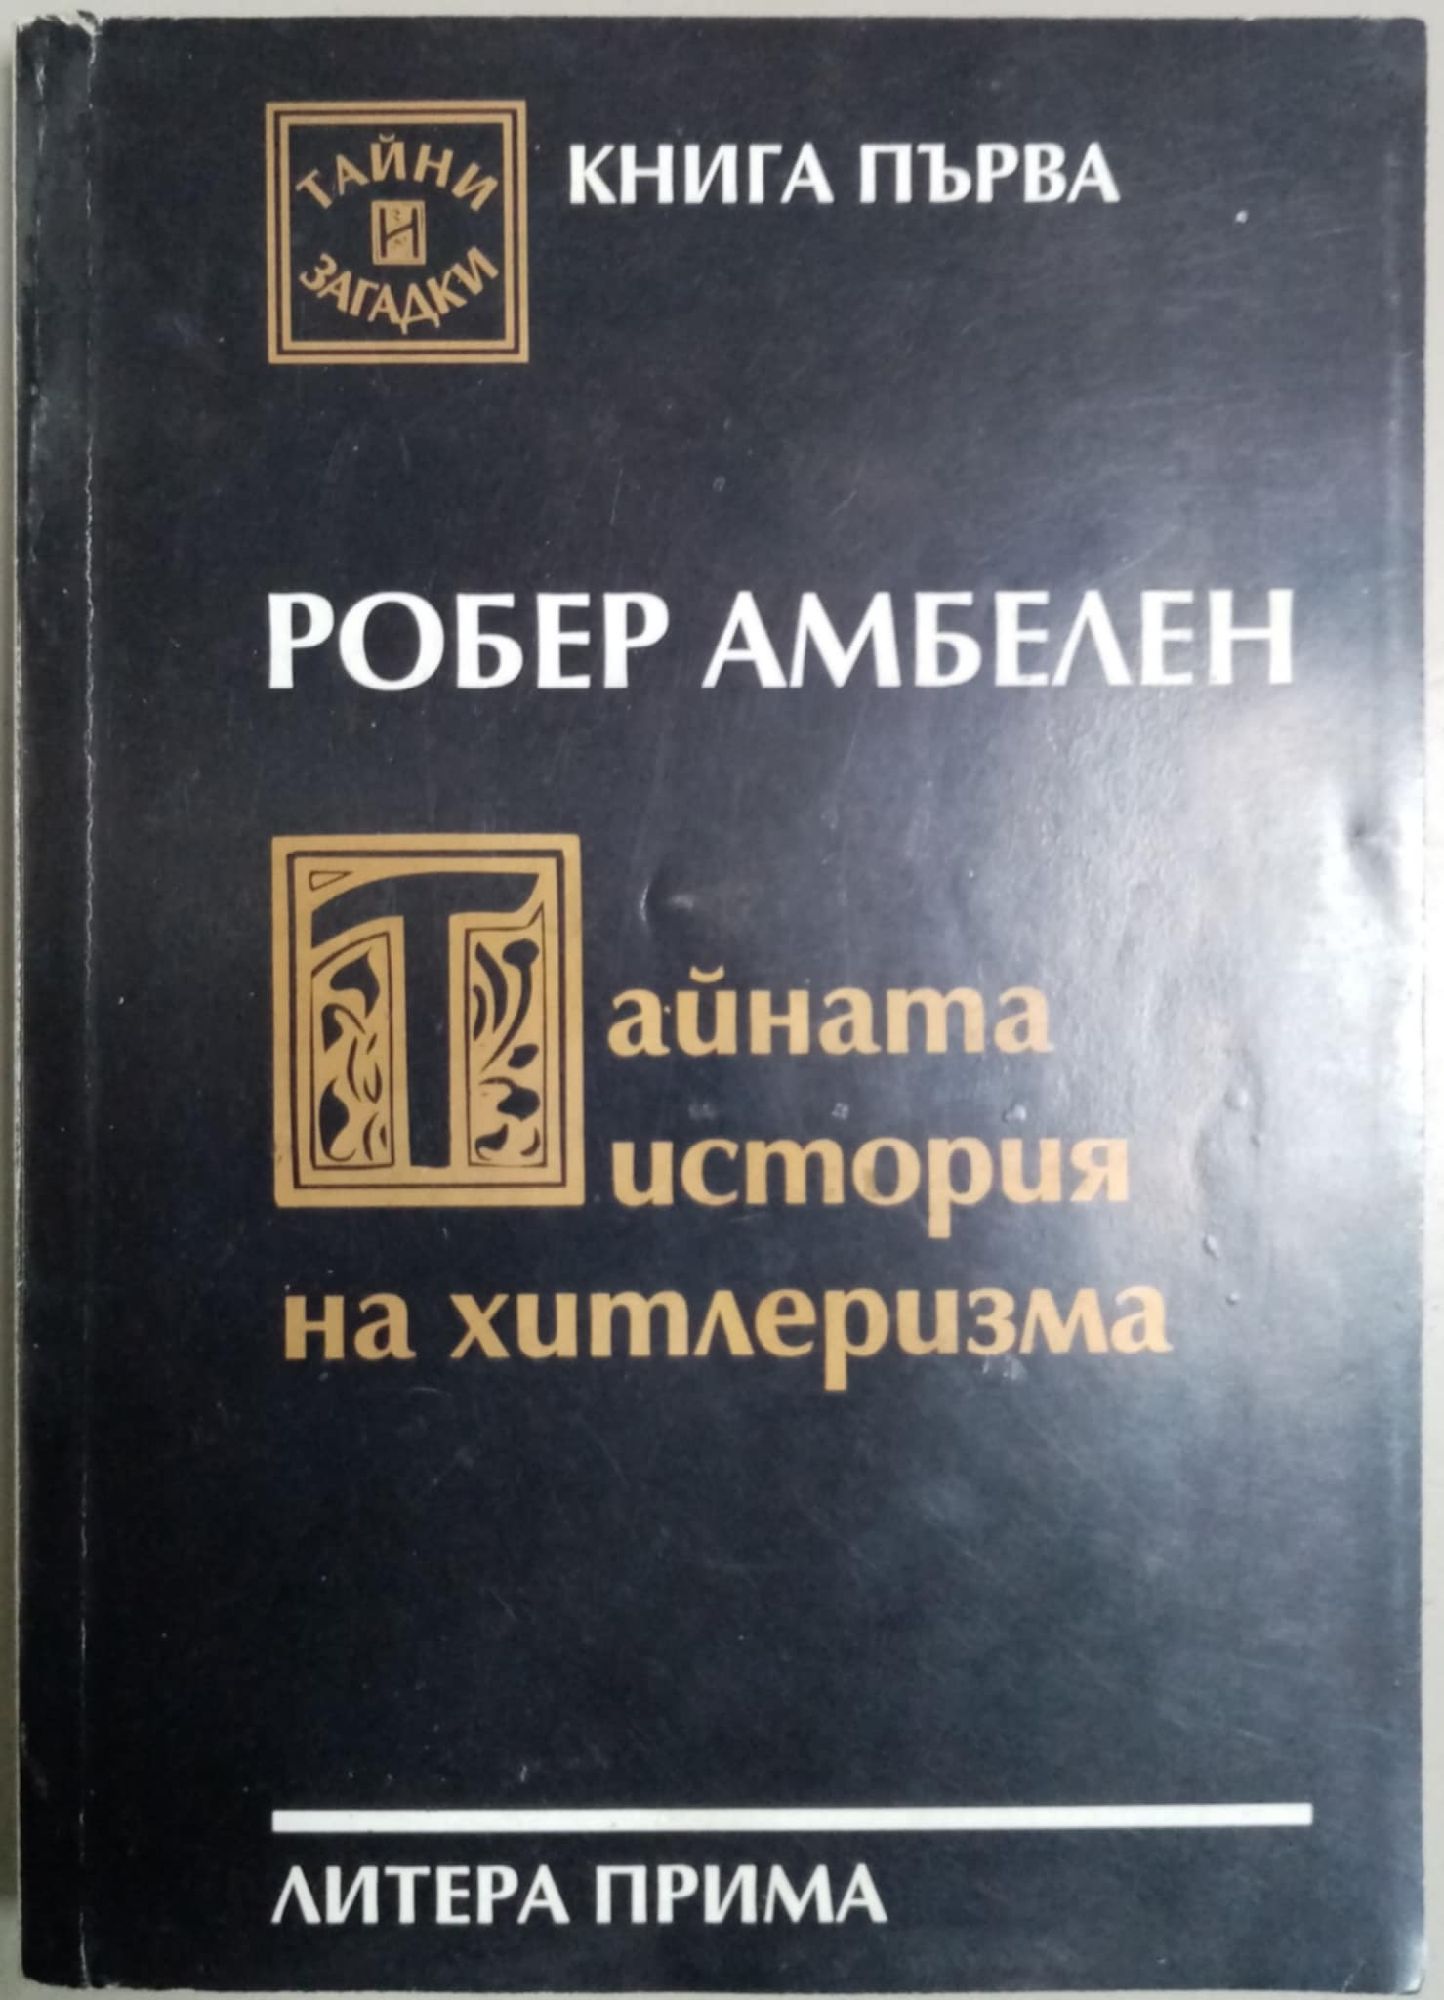 ТАЙНИ
И
ЗАГАДКИ
КНИГА ПЪРВА
РОБЕР АМБЕЛЕН
Тайната
история
на хитлеризма
ЛИТЕРА ПРИМА